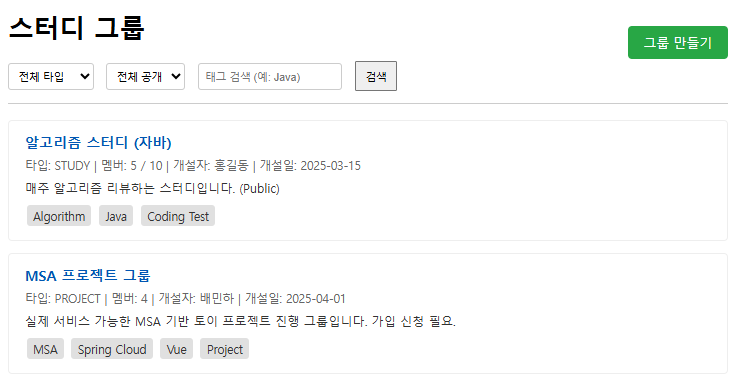 스터디 그룹
그룹 만들기
전체 타입 전체 공개 태그 검색 (예: Java) 검색
알고리즘 스터디 (자바)
타입: STUDY | 멤버: 5 / 10 | 개설자: 홍길동 | 개설일: 2025-03-15
매주 알고리즘 리뷰하는 스터디입니다. (Public)
Algorithm Java Coding Test
MSA 프로젝트 그룹
타입: PROJECT | 멤버: 4 | 개설자: 배민하 | 개설일: 2025-04-01
실제 서비스 가능한 MSA 기반 토이 프로젝트 진행 그룹입니다. 가입 신청 필요.
MSA Spring Cloud Vue Project